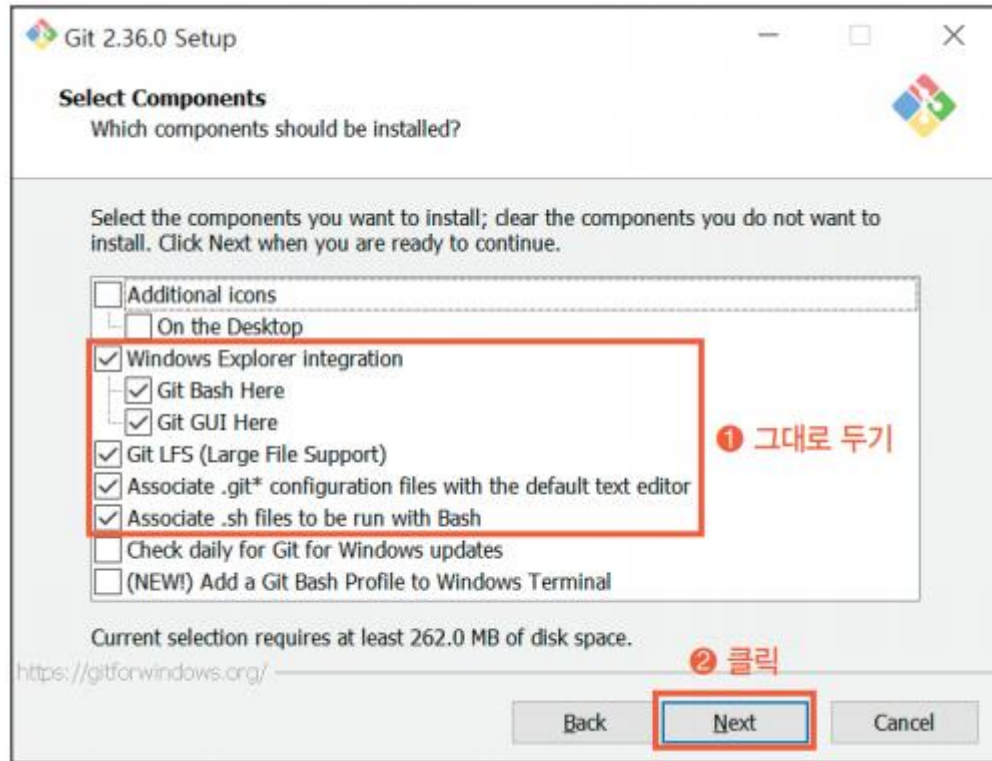 Git 2.36.0 Setup
Select Components
Which components should be installed?
Select the components you want to install; clear the components you do not want to
install. Click Next when you are ready to continue.
Additional icons
On the Desktop
Windows Explorer integration
Git Bash Here
Git GUI Here
❶ 그대로 두기
Git LFS (Large File Support)
Associate .git* configuration files with the default text editor
Associate .sh files to be run with Bash
Check daily for Git for Windows updates
(NEW!) Add a Git Bash Profile to Windows Terminal
Current selection requires at least 262.0 MB of disk space.
https://gitforwindows.org/
❷ 클릭
Back Next Cancel